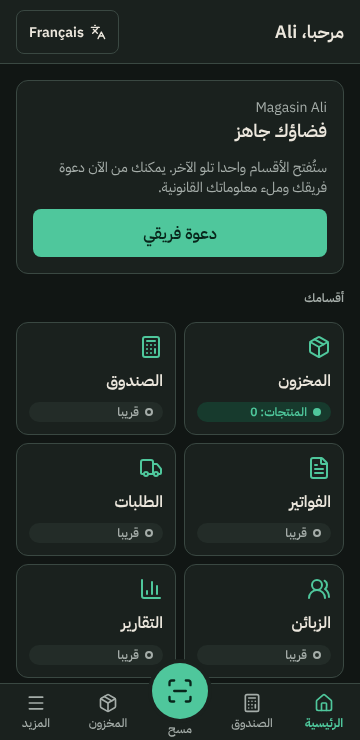 مرحبا، Ali
Français
Magasin Ali
فضاؤك جاهز
ستُفتح الأقسام واحدا تلو الآخر. يمكنك من الآن دعوة
فريقك وملء معلوماتك القانونية.
دعوة فريقي
أقسامك
المخزون
المنتجات: 0
الصندوق
قريبا
الفواتير
قريبا
الطلبات
قريبا
الزبائن
قريبا
التقارير
قريبا
الرئيسية
الصندوق
مسح
المخزون
المزيد